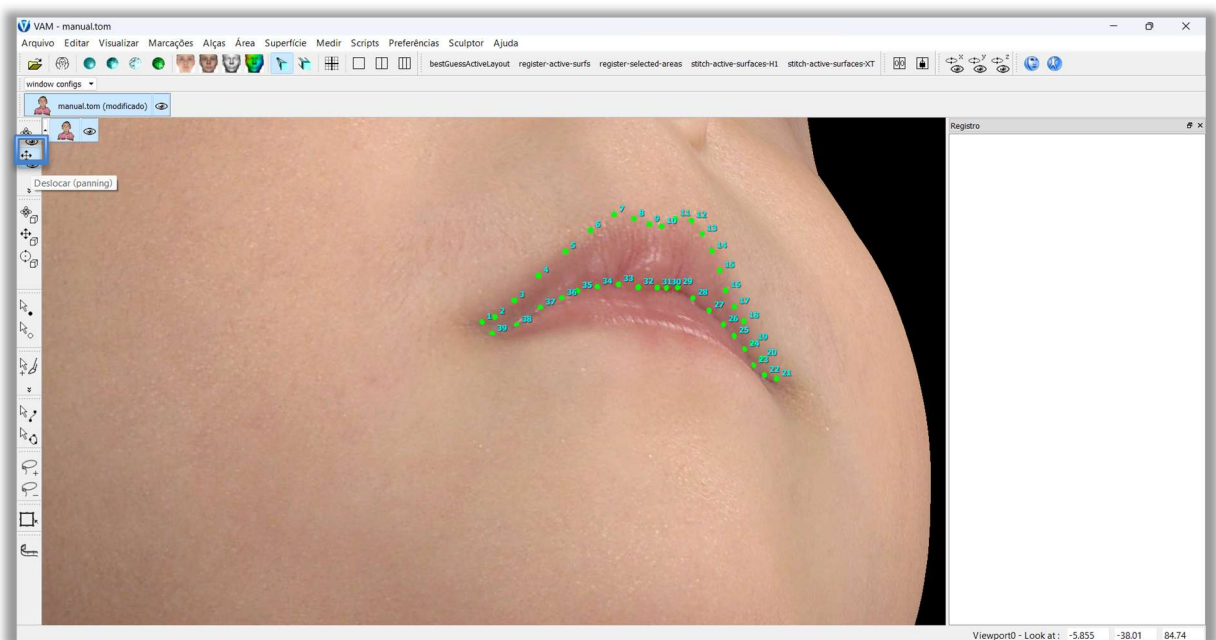 VAM - manual.tom
Arquivo Editar Visualizar Marcações Alças Área Superfície Medir Scripts Preferências Sculptor Ajuda
bestGuessActiveLayout register-active-surfs register-selected-areas stitch-active-surfaces-H1 stitch-active-surfaces-XT X Y Z
window configs
manual.tom (modificado)
Registro
Deslocar (panning)
7 8 9 10 11 12
6 13
5 14
4 15
3 37 36 35 34 33 32 31 30 29 16
1 2 38 28 17
39 27 18
26 19
25 20
24
23
22 21
Viewport0 - Look at : -5.855 -38.01 84.74